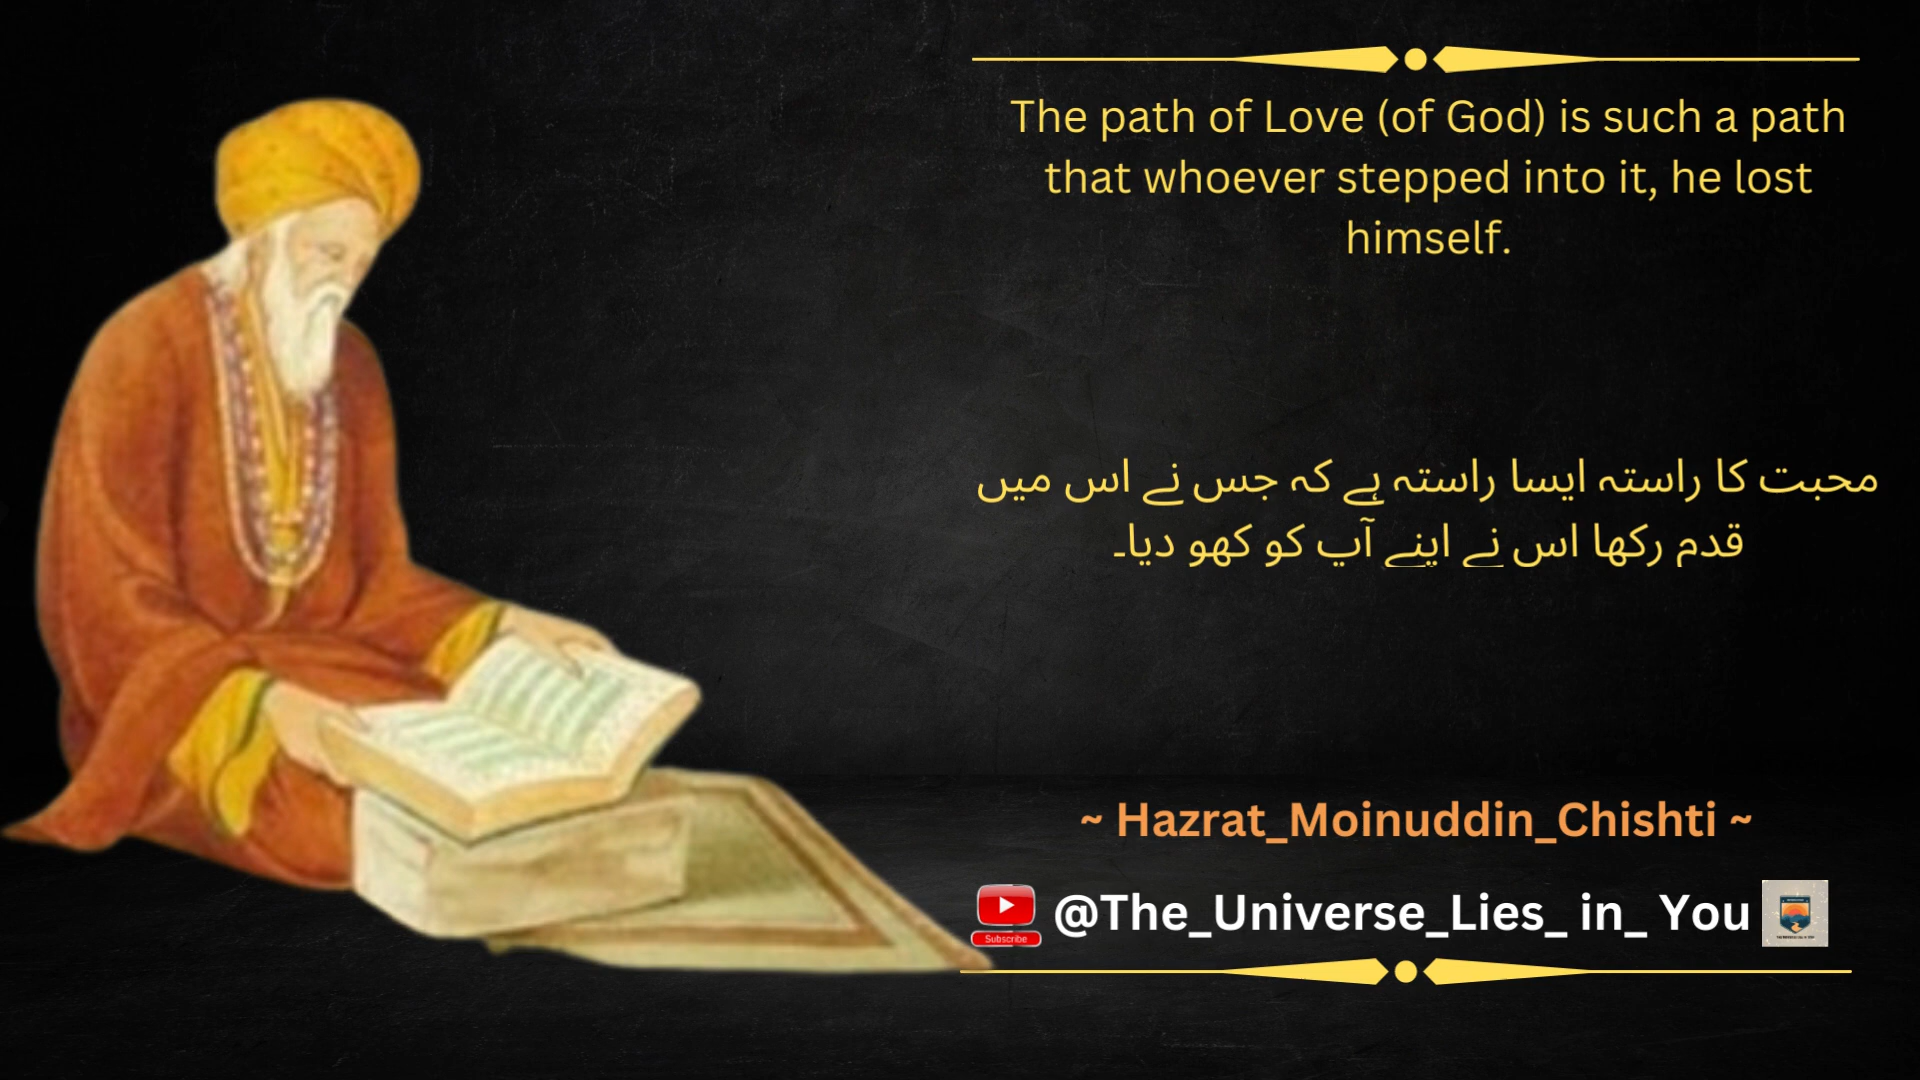 The path of Love (of God) is such a path
that whoever stepped into it, he lost
himself.
محبت کا راستہ ایسا راستہ ہے کہ جس نے اس میں
قدم رکھا اس نے اپنے آپ کو کھو دیا۔
~ Hazrat_Moinuddin_Chishti ~
@The_Universe_Lies_ in_ You
Subscribe